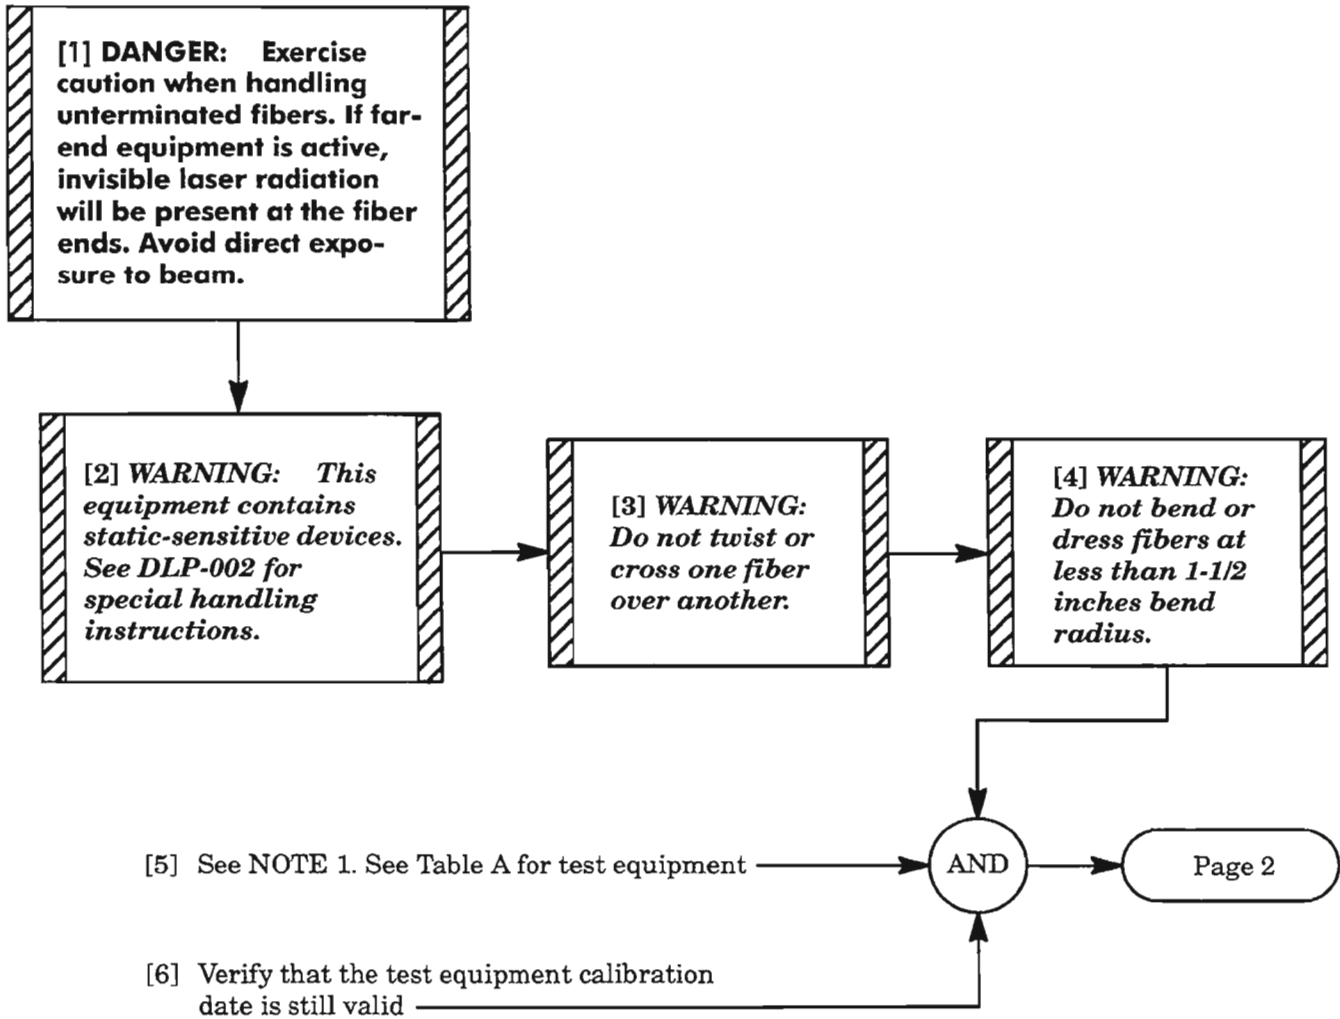 [1] DANGER: Exercise
caution when handling
unterminated fibers. If far-
end equipment is active,
invisible laser radiation
will be present at the fiber
ends. Avoid direct expo-
sure to beam.
[2] WARNING: This
equipment contains
static-sensitive devices.
See DLP-002 for
special handling
instructions.
[3] WARNING:
Do not twist or
cross one fiber
over another.
[4] WARNING:
Do not bend or
dress fibers at
less than 1-1/2
inches bend
radius.
[5] See NOTE 1. See Table A for test equipment
AND
Page 2
[6] Verify that the test equipment calibration
date is still valid